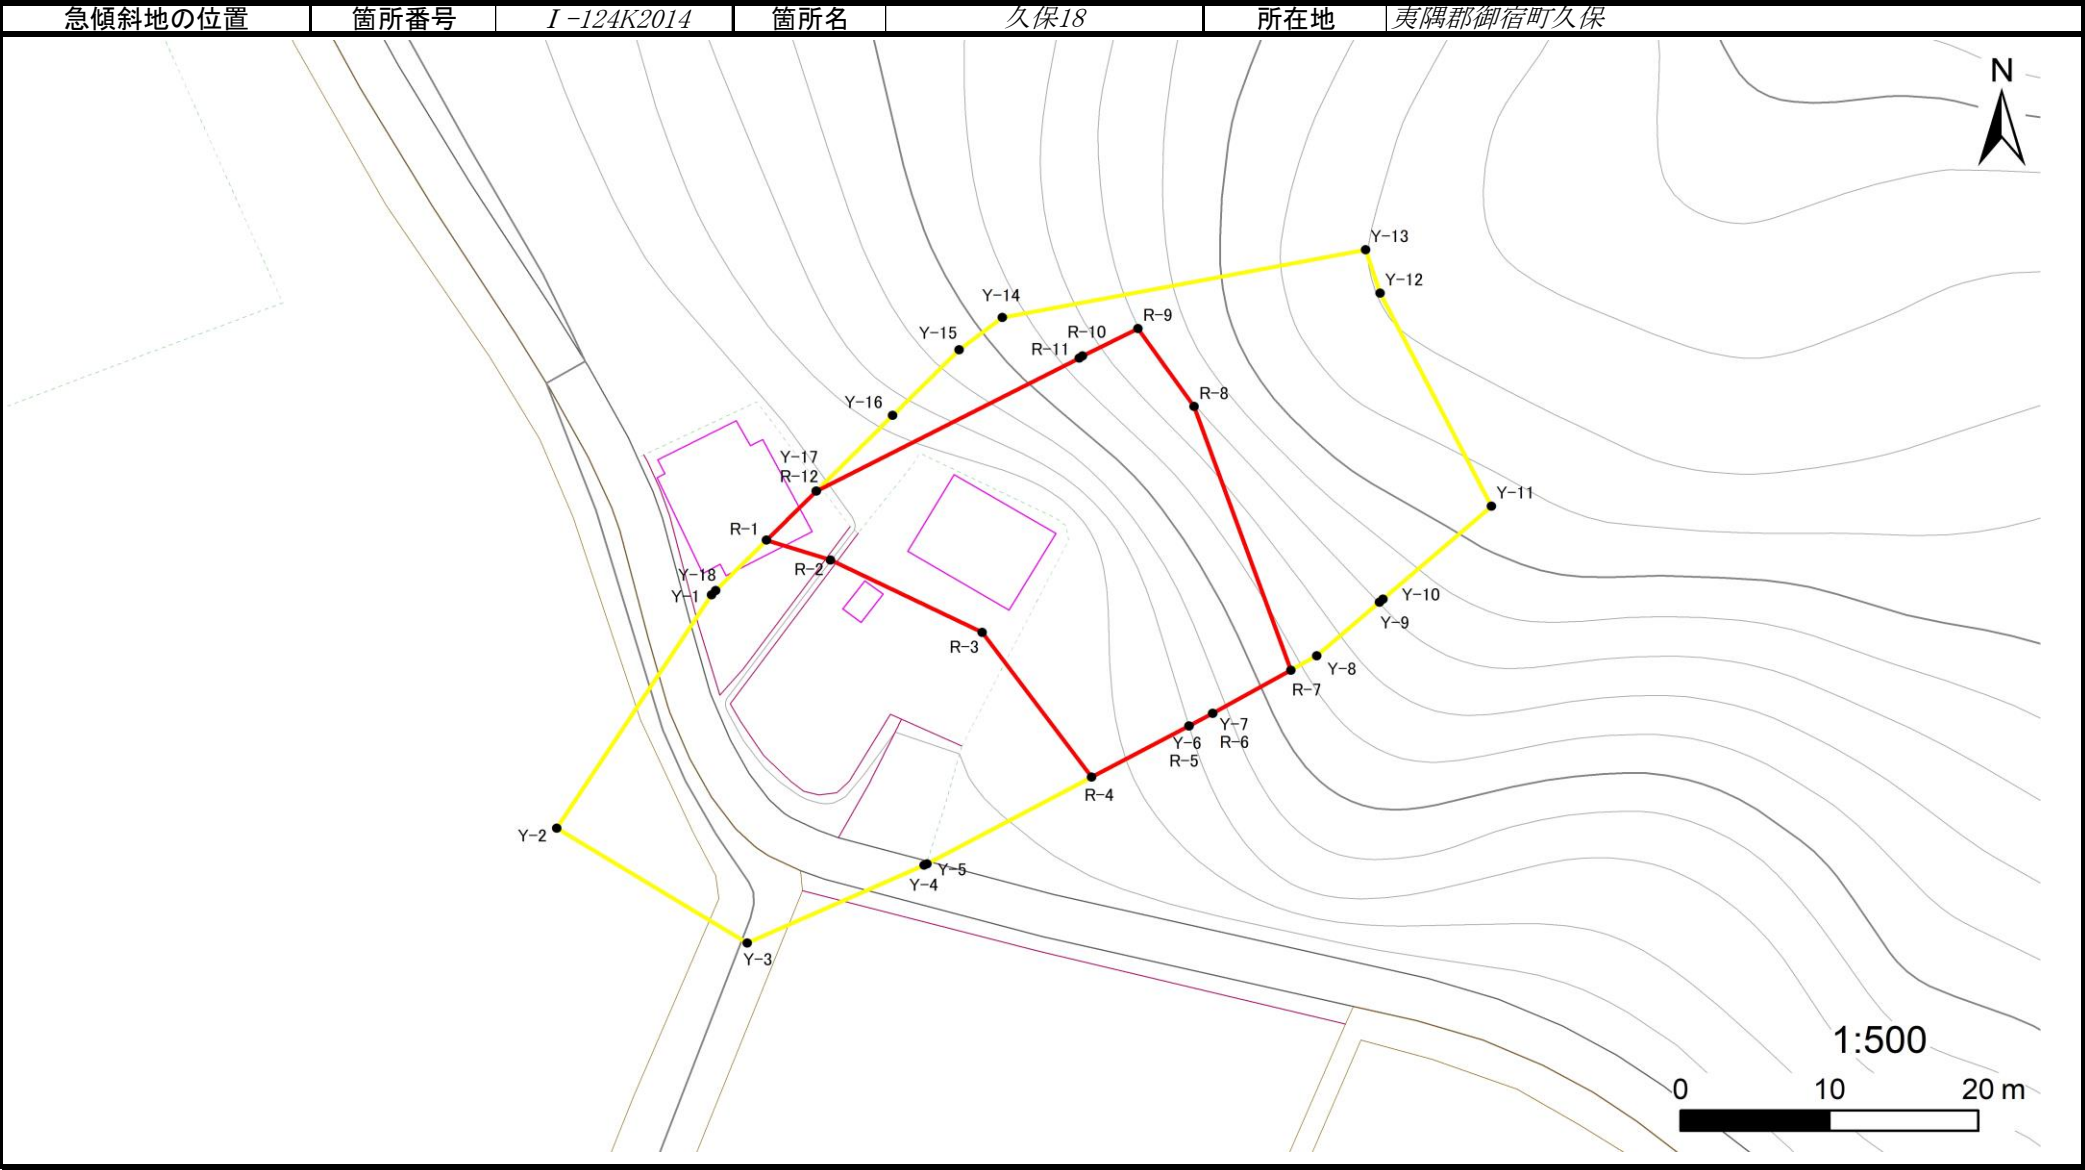 急傾斜地の位置 箇所番号 Ⅰ-124K2014 箇所名 久保18 所在地 夷隅郡御宿町久保
N
Y-13
Y-12
Y-14
R-9
Y-15
R-10
R-11
R-8
Y-16
Y-17
R-12
Y-11
R-1
R-2
Y-18
Y-1
Y-10
Y-9
R-3
Y-8
R-7
Y-7
R-6
Y-6
R-5
R-4
Y-2
Y-5
Y-4
Y-3
1:500
0 10 20 m